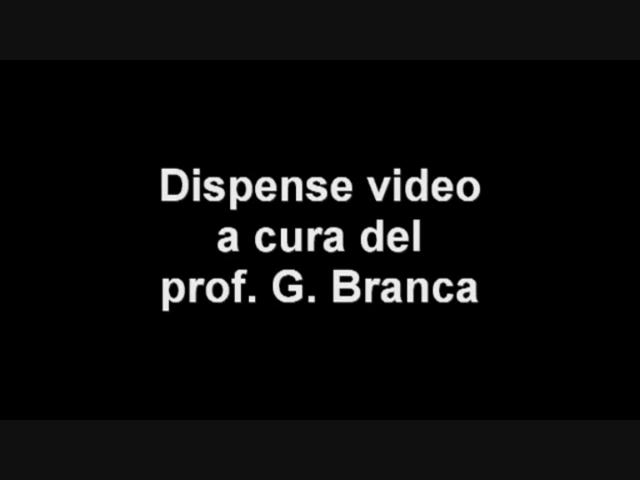 Dispense video
a cura del
prof. G. Branca